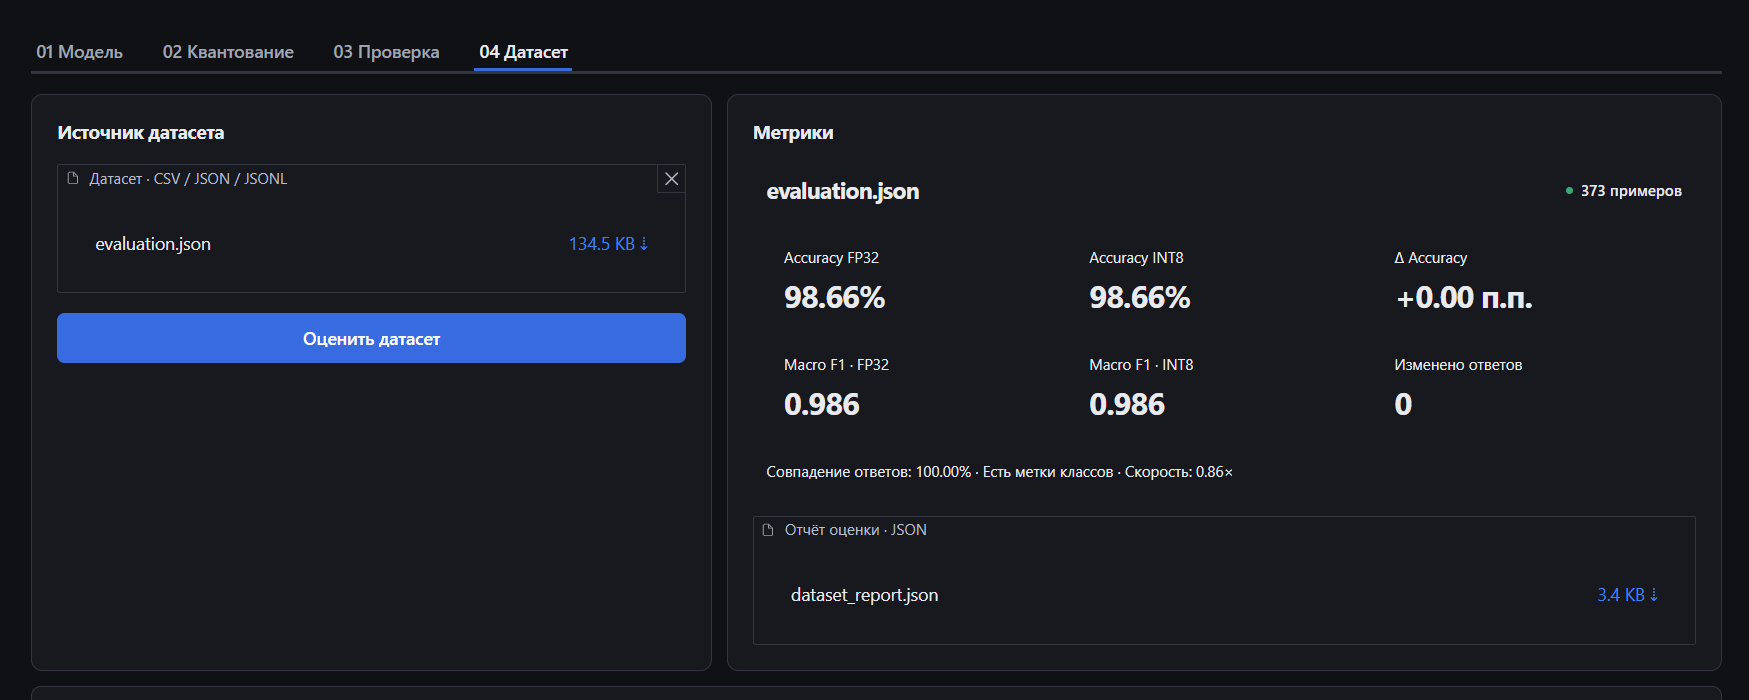 01 Модель 02 Квантование 03 Проверка 04 Датасет
Источник датасета
Датасет · CSV / JSON / JSONL
evaluation.json 134.5 KB ⇣
Оценить датасет
Метрики
evaluation.json 373 примеров
Accuracy FP32 Accuracy INT8 Δ Accuracy
98.66% 98.66% +0.00 п.п.
Macro F1 · FP32 Macro F1 · INT8 Изменено ответов
0.986 0.986 0
Совпадение ответов: 100.00% · Есть метки классов · Скорость: 0.86×
Отчёт оценки · JSON
dataset_report.json 3.4 KB ⇣